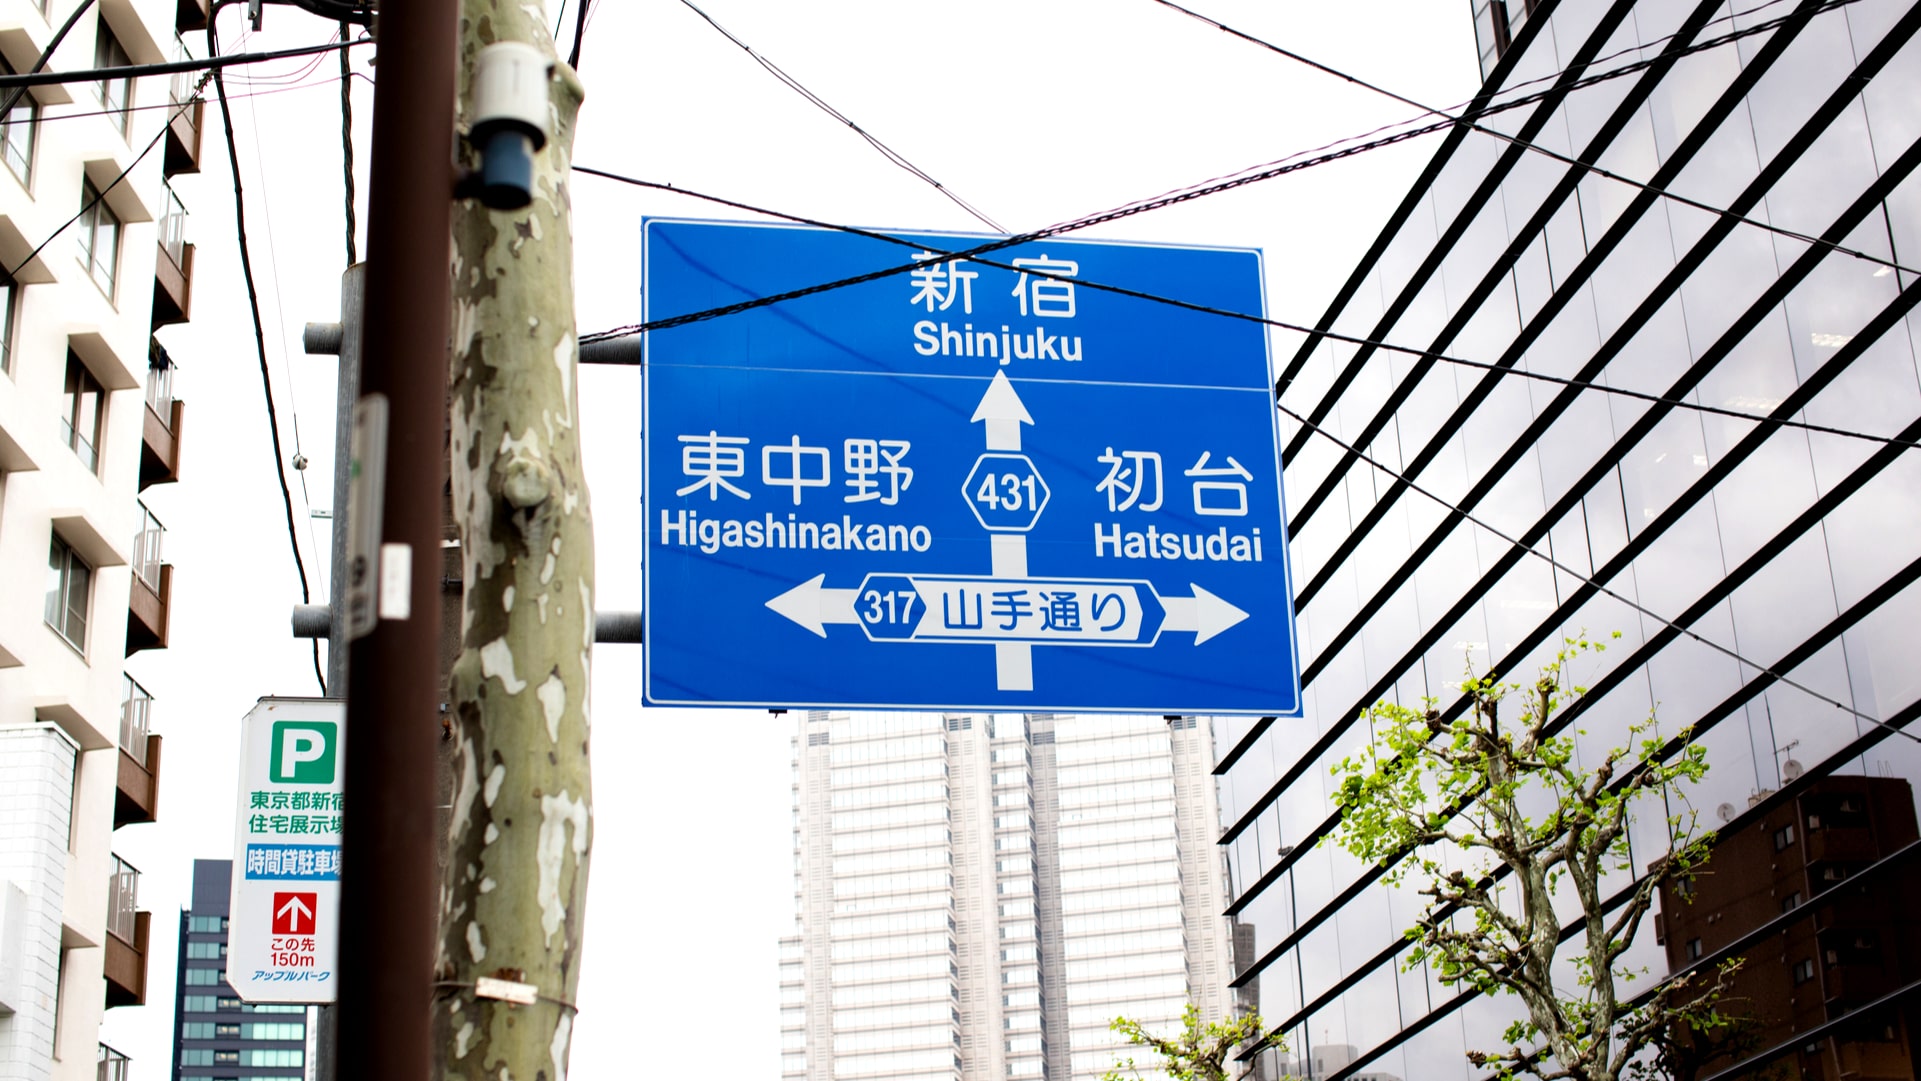 新宿
Shinjuku
東中野
Higashinakano
431
初台
Hatsudai
317 山手通り
P
東京都新宿
住宅展示場
時間貸駐車場
この先
150m
アップルパーク